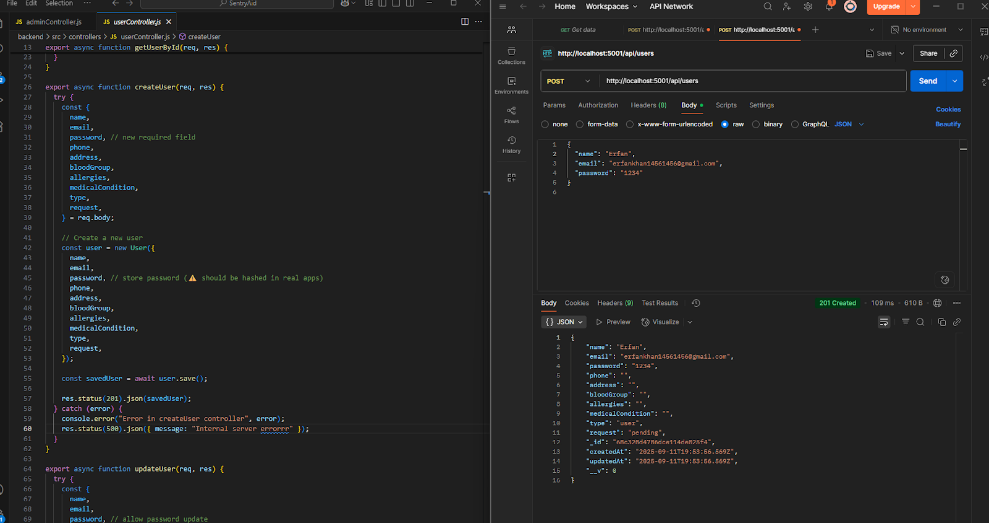 File Edit Selection ··· Sentry/aid
adminController.js userController.js
backend > src > controllers > JS userController.js > createUser
13 export async function getUserById(req, res) {
23 }
24 }
25
26 export async function createUser(req, res) {
27 try {
28 const {
29 name,
30 email,
31 password, // new required field
32 phone,
33 address,
34 bloodGroup,
35 allergies,
36 medicalCondition,
37 type,
38 request,
39 } = req.body;
40
41 // Create a new user
42 const user = new User({
43 name,
44 email,
45 password, // store password (⚠️ should be hashed in real apps)
46 phone,
47 address,
48 bloodGroup,
49 allergies,
50 medicalCondition,
51 type,
52 request,
53 });
54
55 const savedUser = await user.save();
56
57 res.status(201).json(savedUser);
58 } catch (error) {
59 console.error("Error in createUser controller", error);
60 res.status(500).json({ message: "Internal server errorrr" });
61 }
62 }
63
64 export async function updateUser(req, res) {
65 try {
66 const {
67 name,
68 email,
69 password, // allow password update
Home Workspaces API Network Upgrade
GET Get data POST http://localhost:5001/a POST http://localhost:5001/a No environment
http://localhost:5001/api/users Save Share
POST http://localhost:5001/api/users Send
Params Authorization Headers (8) Body Scripts Settings Cookies
none form-data x-www-form-urlencoded raw binary GraphQL JSON Beautify
1 {
2 "name": "Erfan",
3 "email": "erfankhan14561456@gmail.com",
4 "password": "1234"
5 }
6
Collections
Environments
Flows
History
Body Cookies Headers (9) Test Results 201 Created 109 ms 610 B
{} JSON Preview Visualize
1 {
2 "name": "Erfan",
3 "email": "erfankhan14561456@gmail.com",
4 "password": "1234",
5 "phone": "",
6 "address": "",
7 "bloodGroup": "",
8 "allergies": "",
9 "medicalCondition": "",
10 "type": "user",
11 "request": "pending",
12 "_id":
13 "createdAt": "2025-09-11T19:53:56.569Z",
14 "updatedAt": "2025-09-11T19:53:56.569Z",
15 "__v": 0
16 }